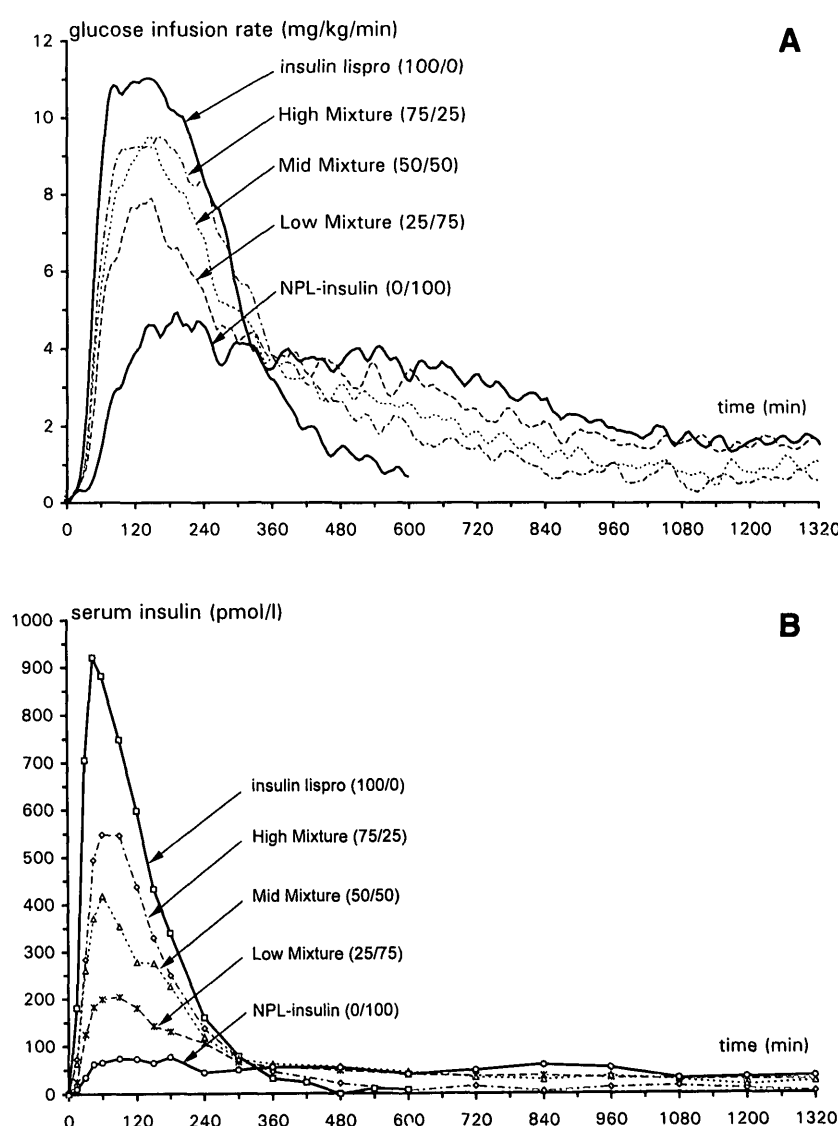 glucose infusion rate (mg/kg/min)
A
12
insulin lispro (100/0)
High Mixture (75/25)
10
Mid Mixture (50/50)
8
Low Mixture (25/75)
6
NPL-insulin (0/100)
4
time (min)
2
0
0 120 240 360 480 600 720 840 960 1080 1200 1320
serum insulin (pmol/l)
B
1000
900
800
700
insulin lispro (100/0)
600
High Mixture (75/25)
500
Mid Mixture (50/50)
400
Low Mixture (25/75)
300
200
NPL-insulin (0/100)
100
time (min)
0
0 120 240 360 480 600 720 840 960 1080 1200 1320